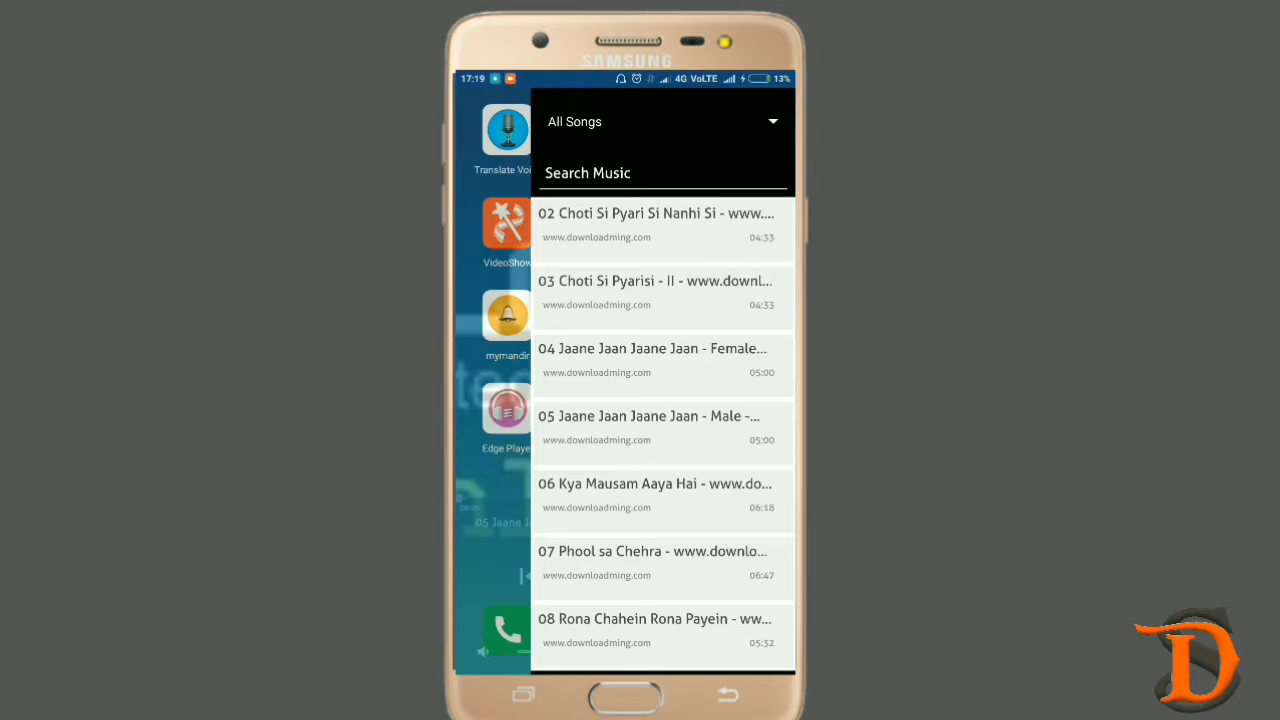 SAMSUNG
17:19
4G VoLTE
13%
All Songs
Search Music
Translate Voi
VideoShow
mymandir
Edge Playe
00:05
05 Jaane J
02 Choti Si Pyari Si Nanhi Si - www....
www.downloadming.com 04:33
03 Choti Si Pyarisi - II - www.downl...
www.downloadming.com 04:33
04 Jaane Jaan Jaane Jaan - Female...
www.downloadming.com 05:00
05 Jaane Jaan Jaane Jaan - Male -...
www.downloadming.com 05:00
06 Kya Mausam Aaya Hai - www.do...
www.downloadming.com 06:18
07 Phool sa Chehra - www.downlo...
www.downloadming.com 06:47
08 Rona Chahein Rona Payein - ww...
www.downloadming.com 05:32
SD